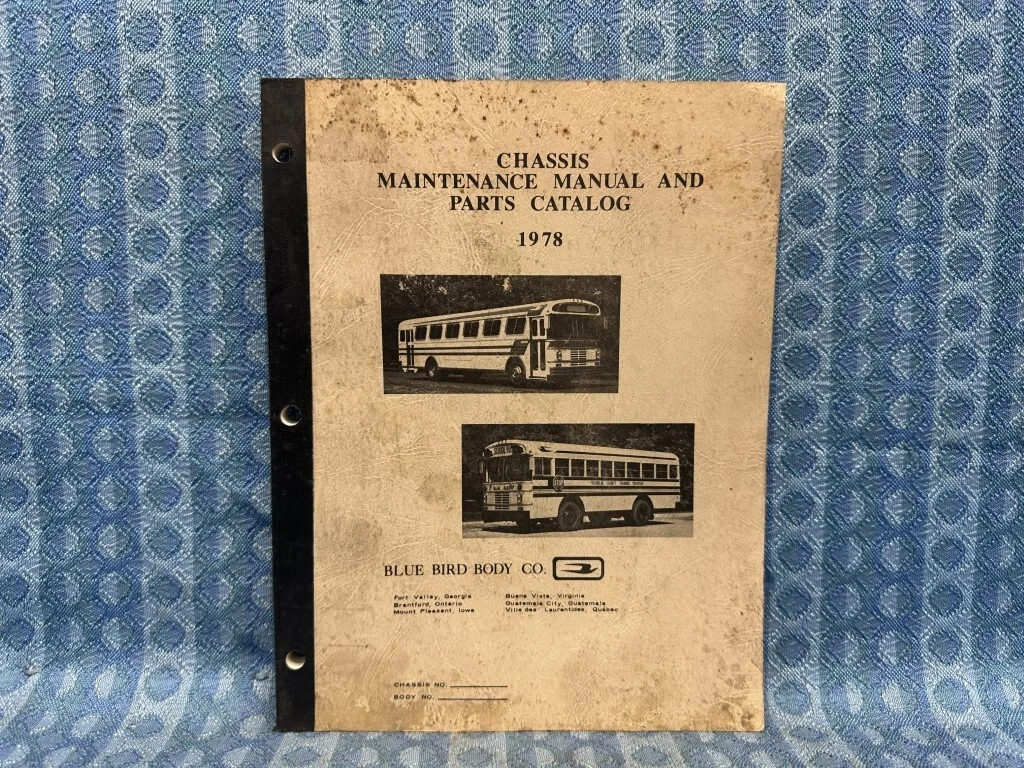 CHASSIS
MAINTENANCE MANUAL AND
PARTS CATALOG
1978
BLUE BIRD BODY CO.
Fort Valley, Georgia
Brantford, Ontario
Mount Pleasant, Iowa
Buena Vista, Virginia
Guatemala City, Guatemala
Ville des Laurentides, Québec
CHASSIS NO.
BODY NO.